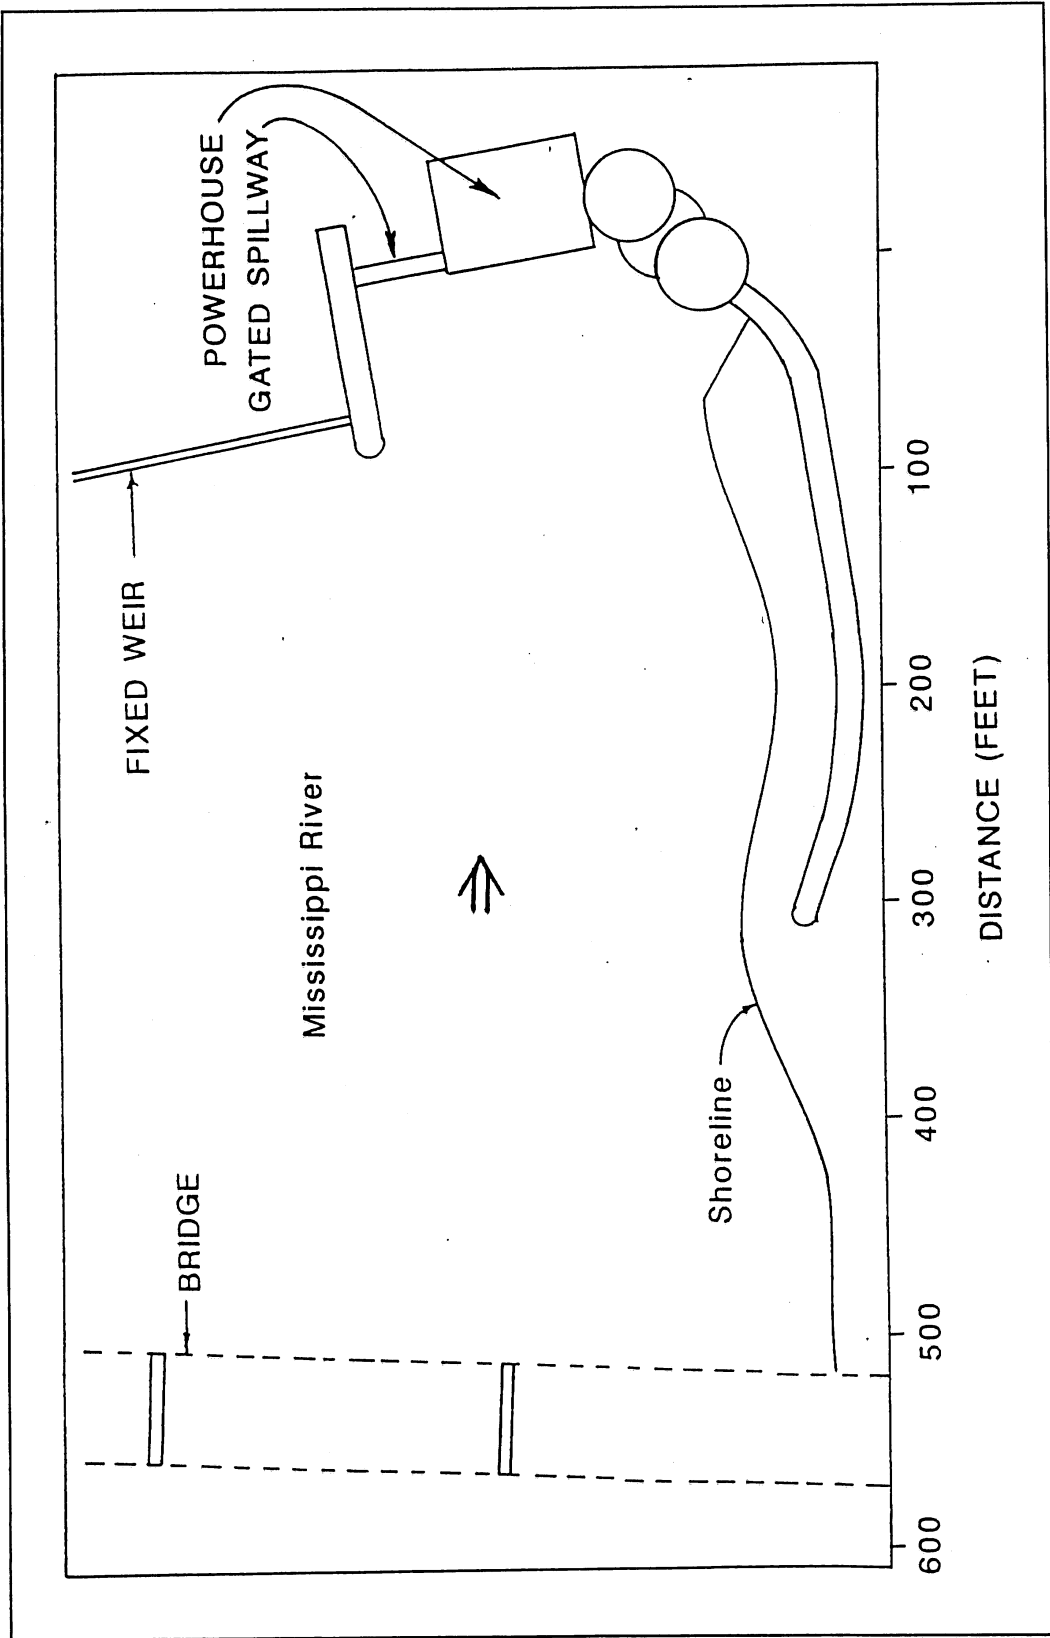 POWERHOUSE
GATED SPILLWAY
FIXED WEIR
Mississippi River
BRIDGE
Shoreline
600 500 400 300 200 100
DISTANCE (FEET)